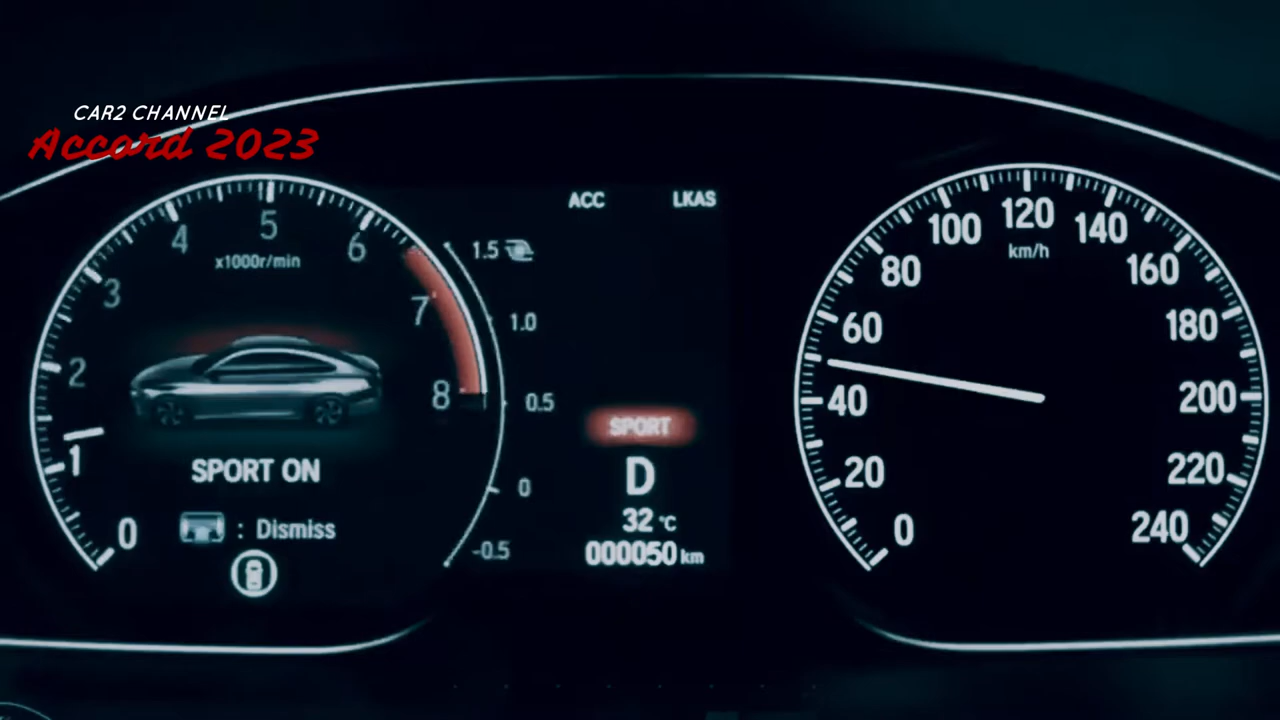 CAR2 CHANNEL
Accord 2023
5
4
6
x1000r/min
3
7
2
8
1
0
SPORT ON
: Dismiss
ACC
LKAS
1.5
1.0
0.5
0
-0.5
SPORT
D
32 °C
000050 km
120
100
140
km/h
80
160
60
180
40
200
20
220
0
240